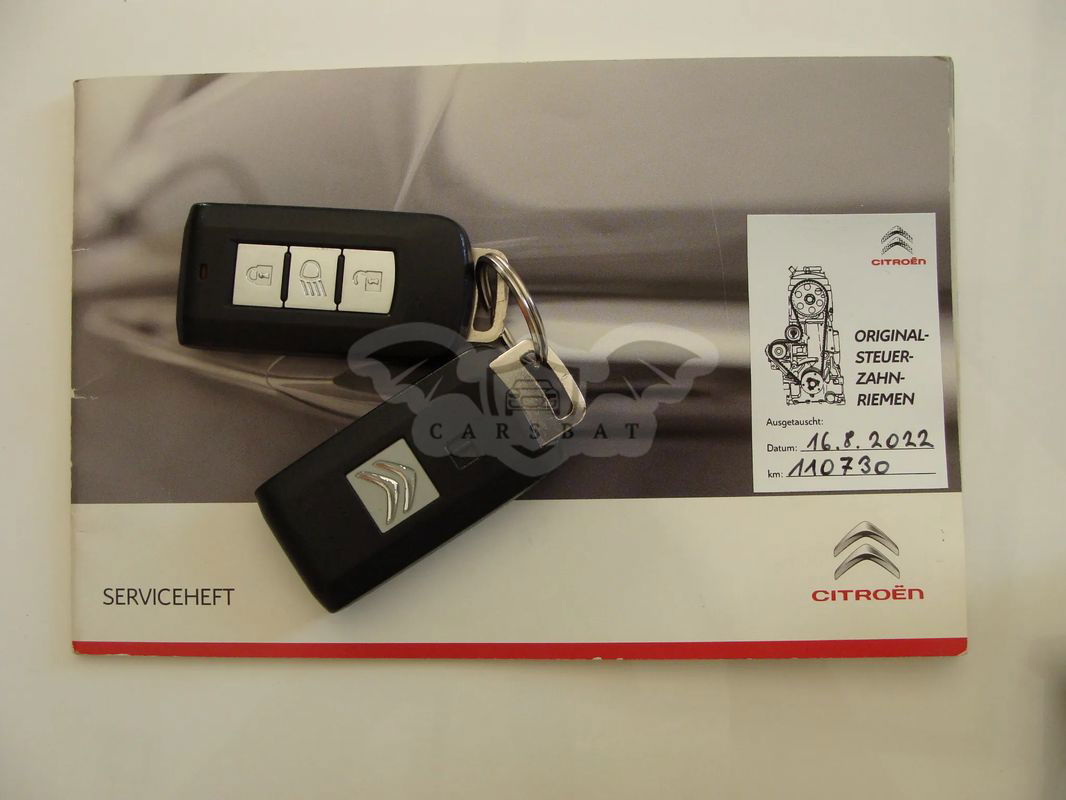 CITROËN
ORIGINAL-
STEUER-
ZAHN-
RIEMEN
Ausgetauscht:
Datum: 16.8.2022
km: 110730
CARSBAT
SERVICEHEFT
CITROËN